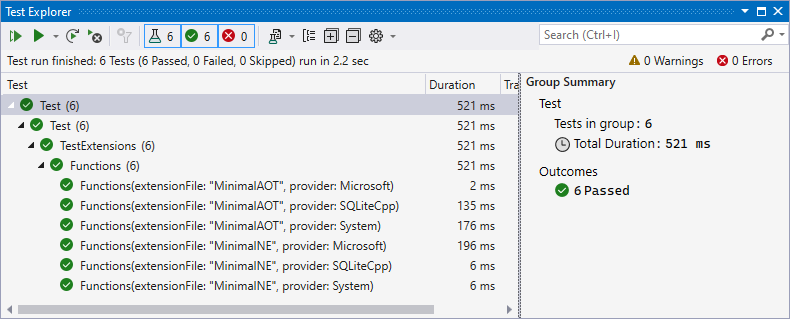 Test Explorer
6 6 0 Search (Ctrl+I)
Test run finished: 6 Tests (6 Passed, 0 Failed, 0 Skipped) run in 2.2 sec 0 Warnings 0 Errors
Test Duration Tra
Test (6) 521 ms
Test (6) 521 ms
TestExtensions (6) 521 ms
Functions (6) 521 ms
Functions(extensionFile: "MinimalAOT", provider: Microsoft) 2 ms
Functions(extensionFile: "MinimalAOT", provider: SQLiteCpp) 135 ms
Functions(extensionFile: "MinimalAOT", provider: System) 176 ms
Functions(extensionFile: "MinimalNE", provider: Microsoft) 196 ms
Functions(extensionFile: "MinimalNE", provider: SQLiteCpp) 6 ms
Functions(extensionFile: "MinimalNE", provider: System) 6 ms
Group Summary
Test
Tests in group: 6
Total Duration: 521 ms
Outcomes
6 Passed